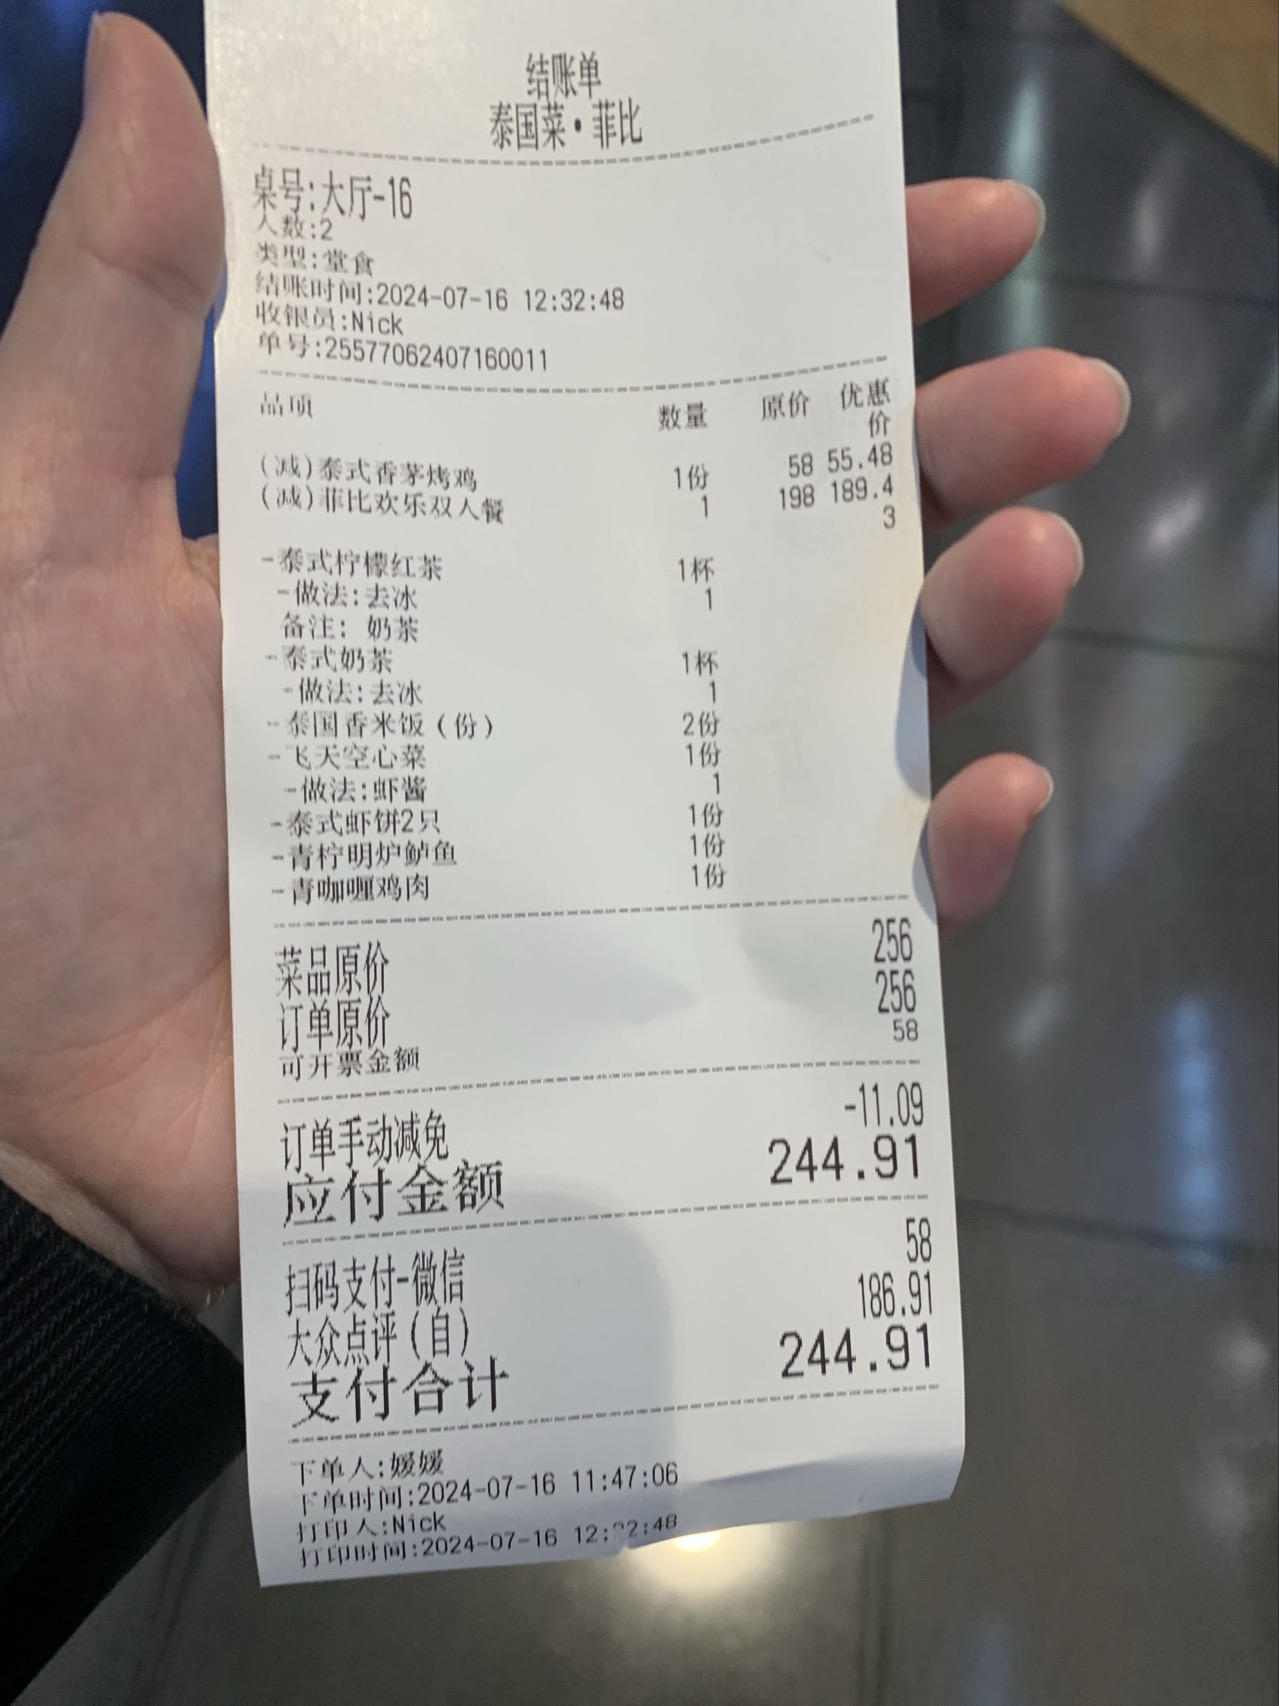 结账单
泰国菜·菲比
桌号:大厅-16
人数:2
类型:堂食
结账时间:2024-07-16 12:32:48
收银员:Nick
单号:25577062407160011
品项 数量 原价 优惠价
(减)泰式香茅烤鸡 1份 58 55.48
(减)菲比欢乐双人餐 1 198 189.43
-泰式柠檬红茶 1杯
-做法:去冰 1
备注: 奶茶
-泰式奶茶 1杯
-做法:去冰 1
-泰国香米饭(份) 2份
-飞天空心菜 1份
-做法:虾酱 1
-泰式虾饼2只 1份
-青柠明炉鲈鱼 1份
-青咖喱鸡肉 1份
菜品原价 256
订单原价 256
可开票金额 58
订单手动减免 -11.09
应付金额 244.91
扫码支付-微信 58
大众点评(自) 186.91
支付合计 244.91
下单人:媛媛
下单时间:2024-07-16 11:47:06
打印人:Nick
打印时间:2024-07-16 12:32:48